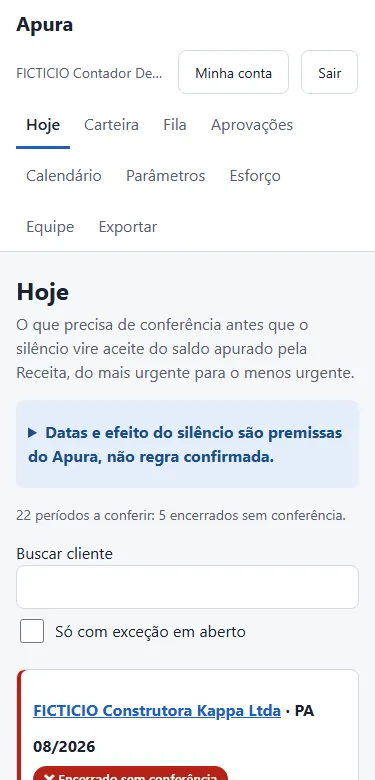 Apura
FICTICIO Contador De... Minha conta Sair
Hoje Carteira Fila Aprovações
Calendário Parâmetros Esforço
Equipe Exportar
Hoje
O que precisa de conferência antes que o
silêncio vire aceite do saldo apurado pela
Receita, do mais urgente para o menos urgente.
▶ Datas e efeito do silêncio são premissas
do Apura, não regra confirmada.
22 períodos a conferir: 5 encerrados sem conferência.
Buscar cliente
Só com exceção em aberto
FICTICIO Construtora Kappa Ltda · PA
08/2026
✕ Encerrado sem conferência